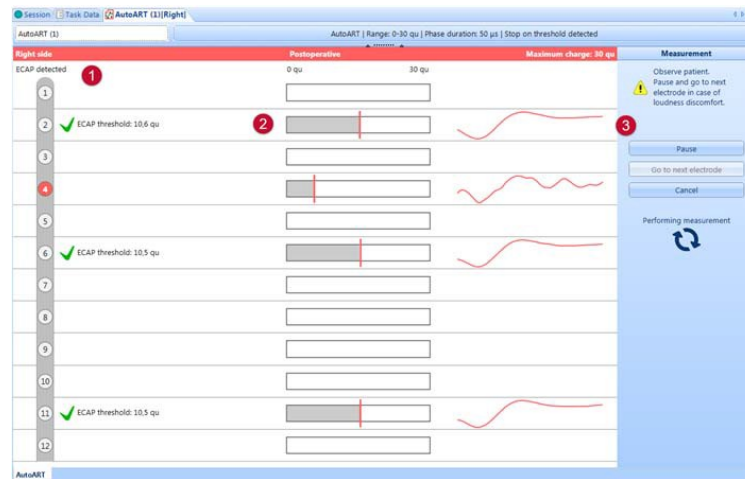 Session Task Data AutoART (1)|Right|
AutoART (1)
AutoART | Range: 0-30 qu | Phase duration: 50 µs | Stop on threshold detected
Right side Postoperative Maximum charge: 30 qu
ECAP detected 1 0 qu 30 qu
1
2 ECAP threshold: 10,6 qu 2
3
4
5
6 ECAP threshold: 10,5 qu
7
8
9
10
11 ECAP threshold: 10,5 qu
12
AutoART
Measurement
Observe patient.
Pause and go to next
electrode in case of
loudness discomfort.
3
Pause
Go to next electrode
Cancel
Performing measurement